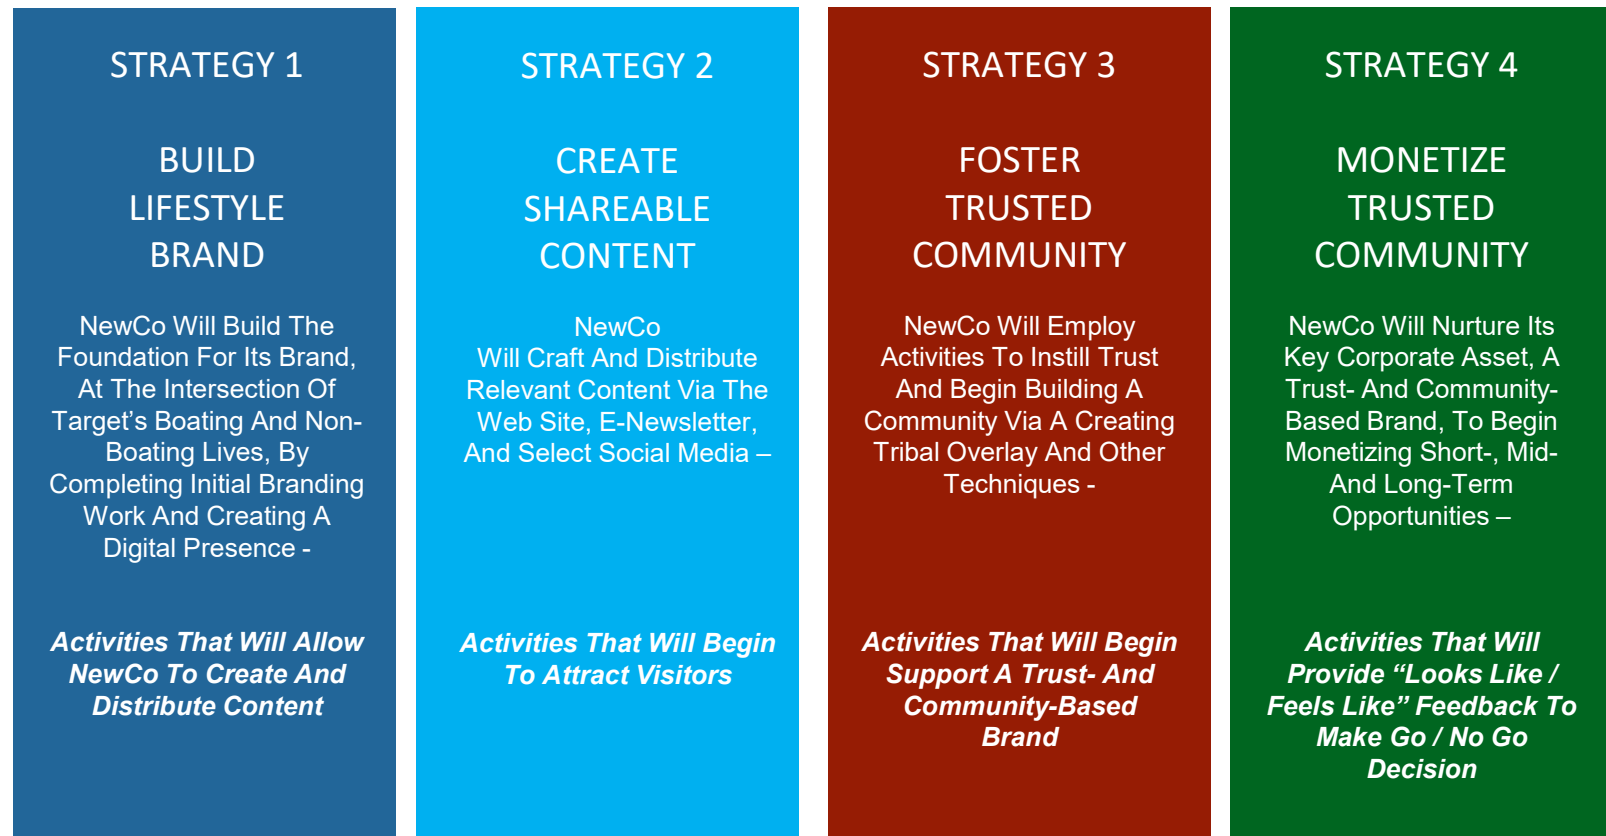 STRATEGY 1
BUILD
LIFESTYLE
BRAND
NewCo Will Build The
Foundation For Its Brand,
At The Intersection Of
Target’s Boating And Non-
Boating Lives, By
Completing Initial Branding
Work And Creating A
Digital Presence -
Activities That Will Allow
NewCo To Create And
Distribute Content
STRATEGY 2
CREATE
SHAREABLE
CONTENT
NewCo
Will Craft And Distribute
Relevant Content Via The
Web Site, E-Newsletter,
And Select Social Media –
Activities That Will Begin
To Attract Visitors
STRATEGY 3
FOSTER
TRUSTED
COMMUNITY
NewCo Will Employ
Activities To Instill Trust
And Begin Building A
Community Via A Creating
Tribal Overlay And Other
Techniques -
Activities That Will Begin
Support A Trust- And
Community-Based
Brand
STRATEGY 4
MONETIZE
TRUSTED
COMMUNITY
NewCo Will Nurture Its
Key Corporate Asset, A
Trust- And Community-
Based Brand, To Begin
Monetizing Short-, Mid-
And Long-Term
Opportunities –
Activities That Will
Provide “Looks Like /
Feels Like” Feedback To
Make Go / No Go
Decision